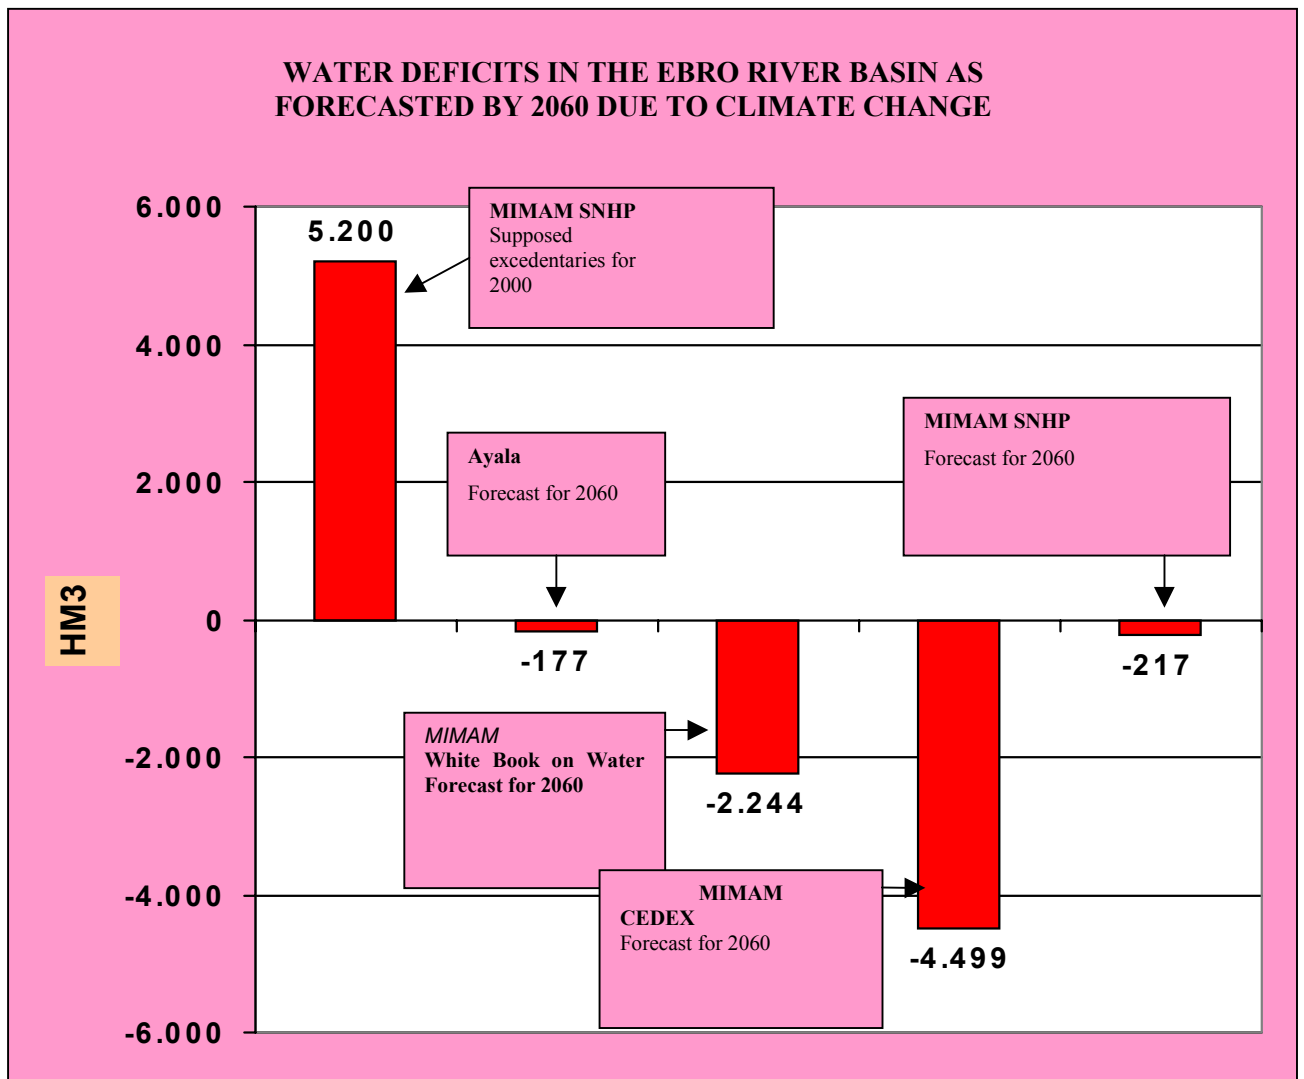 WATER DEFICITS IN THE EBRO RIVER BASIN AS
FORECASTED BY 2060 DUE TO CLIMATE CHANGE
6.000
4.000
2.000
0
-2.000
-4.000
-6.000
HM3
5.200
MIMAM SNHP
Supposed
excedentaries for
2000
Ayala
Forecast for 2060
-177
MIMAM
White Book on Water
Forecast for 2060
-2.244
MIMAM
CEDEX
Forecast for 2060
-4.499
MIMAM SNHP
Forecast for 2060
-217